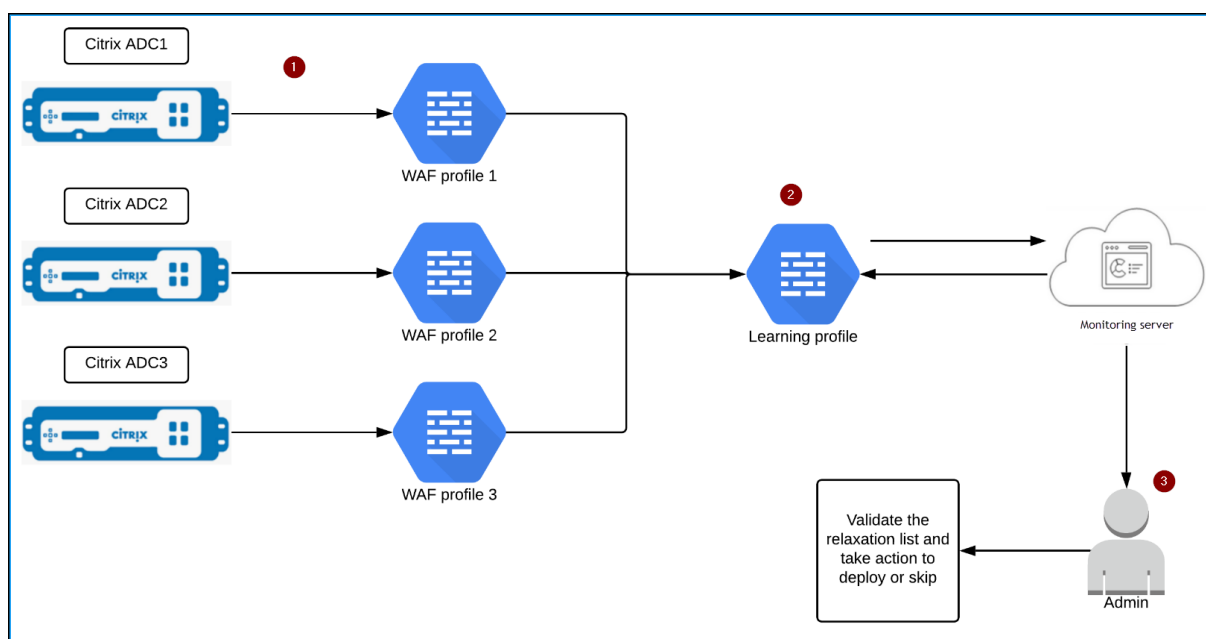 Citrix ADC1
1
CITRIX
WAF profile 1
Citrix ADC2
2
CITRIX
WAF profile 2
Learning profile
Monitoring server
Citrix ADC3
CITRIX
WAF profile 3
3
Validate the
relaxation list and
take action to
deploy or skip
Admin